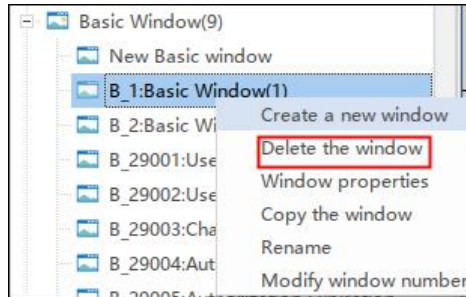 Basic Window(9)
New Basic window
B_1:Basic Window(1)
Create a new window
B_2:Basic Wi
Delete the window
B_29001:Use
Window properties
B_29002:Use
Copy the window
B_29003:Cha
Rename
B_29004:Aut
Modify window number